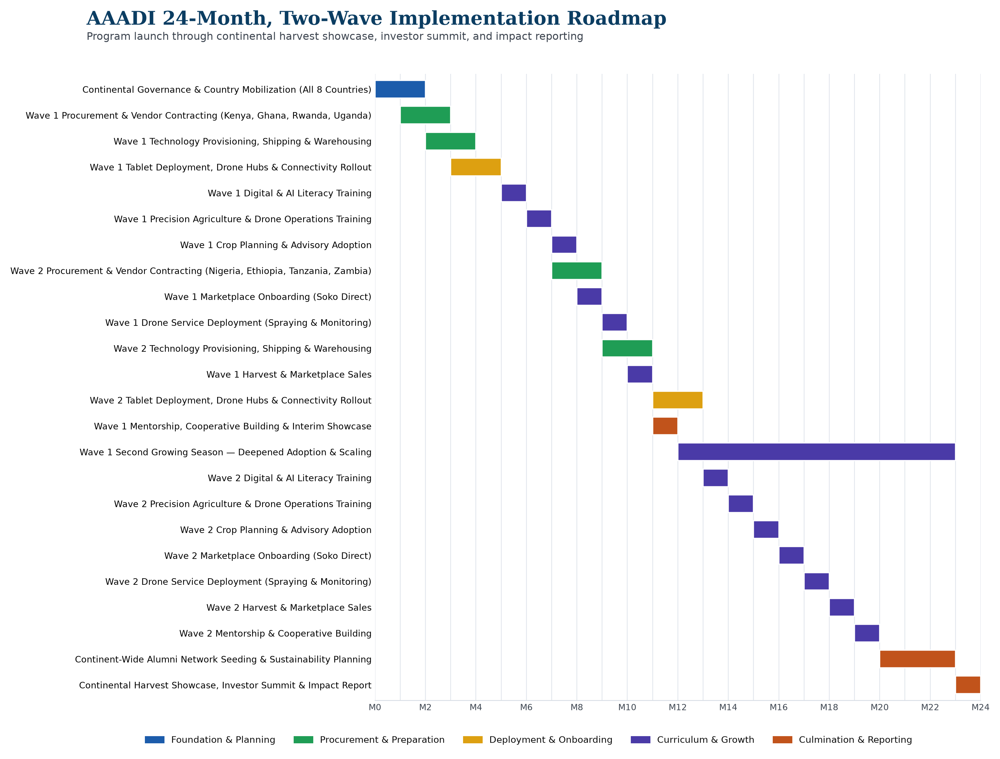 AAADI 24-Month, Two-Wave Implementation Roadmap
Program launch through continental harvest showcase, investor summit, and impact reporting
Continental Governance & Country Mobilization (All 8 Countries)
Wave 1 Procurement & Vendor Contracting (Kenya, Ghana, Rwanda, Uganda)
Wave 1 Technology Provisioning, Shipping & Warehousing
Wave 1 Tablet Deployment, Drone Hubs & Connectivity Rollout
Wave 1 Digital & AI Literacy Training
Wave 1 Precision Agriculture & Drone Operations Training
Wave 1 Crop Planning & Advisory Adoption
Wave 2 Procurement & Vendor Contracting (Nigeria, Ethiopia, Tanzania, Zambia)
Wave 1 Marketplace Onboarding (Soko Direct)
Wave 1 Drone Service Deployment (Spraying & Monitoring)
Wave 2 Technology Provisioning, Shipping & Warehousing
Wave 1 Harvest & Marketplace Sales
Wave 2 Tablet Deployment, Drone Hubs & Connectivity Rollout
Wave 1 Mentorship, Cooperative Building & Interim Showcase
Wave 1 Second Growing Season — Deepened Adoption & Scaling
Wave 2 Digital & AI Literacy Training
Wave 2 Precision Agriculture & Drone Operations Training
Wave 2 Crop Planning & Advisory Adoption
Wave 2 Marketplace Onboarding (Soko Direct)
Wave 2 Drone Service Deployment (Spraying & Monitoring)
Wave 2 Harvest & Marketplace Sales
Wave 2 Mentorship & Cooperative Building
Continent-Wide Alumni Network Seeding & Sustainability Planning
Continental Harvest Showcase, Investor Summit & Impact Report
M0 M2 M4 M6 M8 M10 M12 M14 M16 M18 M20 M22 M24
Foundation & Planning Procurement & Preparation Deployment & Onboarding Curriculum & Growth Culmination & Reporting